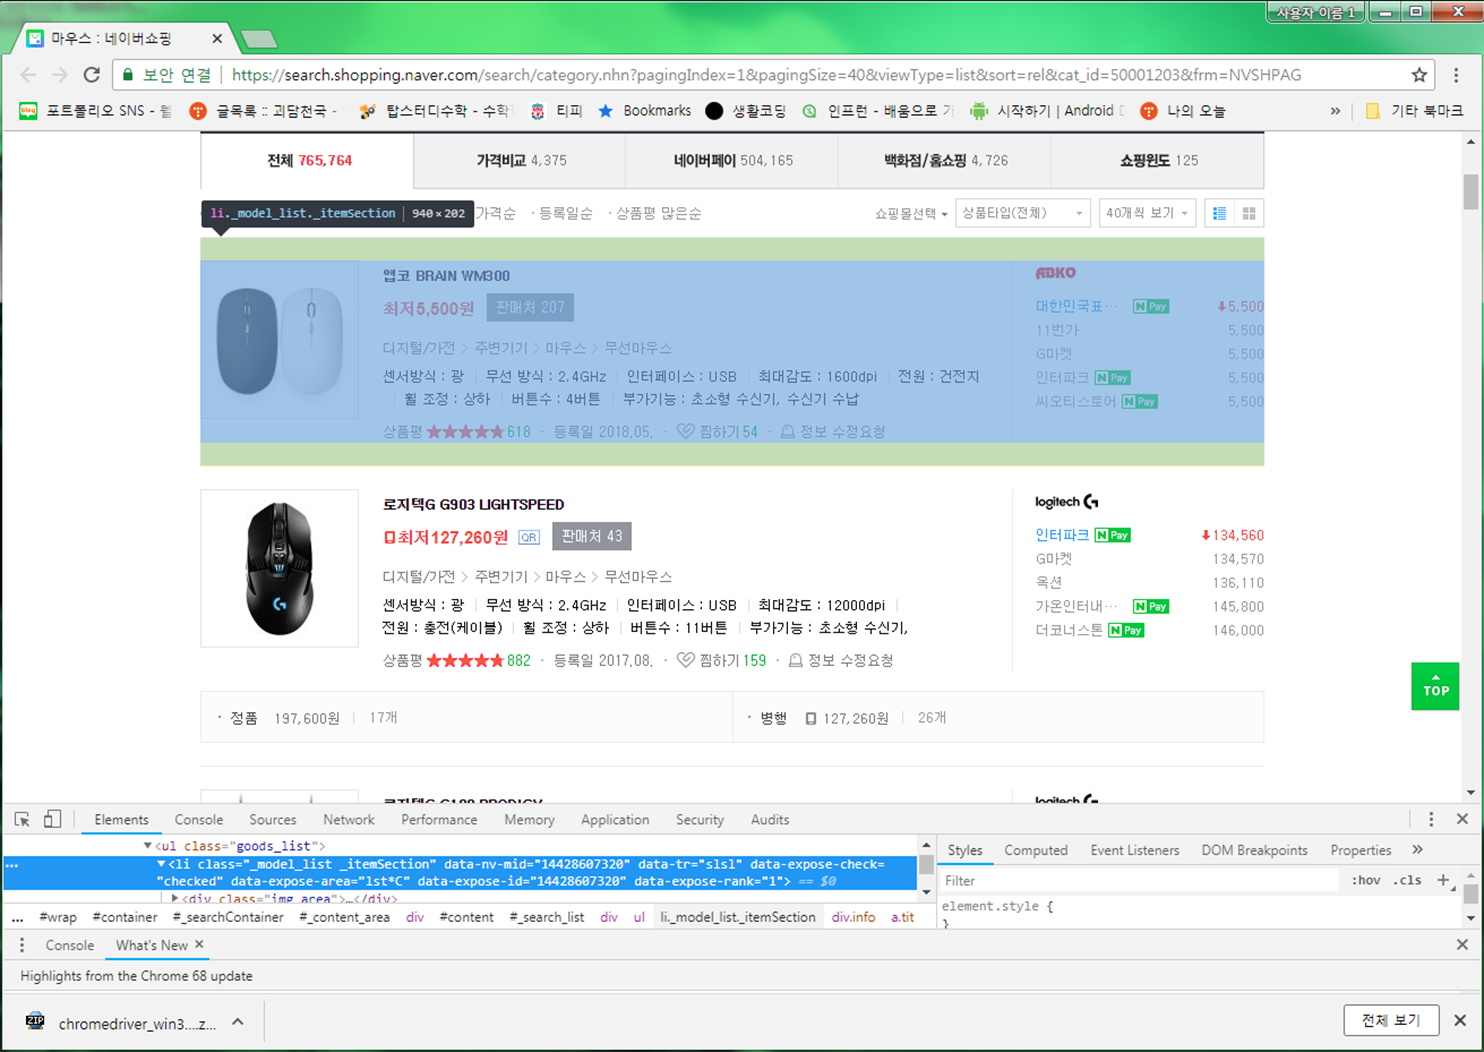 사용자 이름 1
마우스 : 네이버쇼핑
보안 연결 https://search.shopping.naver.com/search/category.nhn?pagingIndex=1&pagingSize=40&viewType=list&sort=rel&cat_id=50001203&frm=NVSHPAG
포트폴리오 SNS - 웹 글목록 :: 괴담천국 - 탑스터디수학 - 수학 티피 Bookmarks 생활코딩 인프런 - 배움으로 가 시작하기 | Android 나의 오늘 » 기타 북마크
전체 765,764 가격비교 4,375 네이버페이 504,165 백화점/홈쇼핑 4,726 쇼핑윈도 125
li._model_list._itemSection 940×202 가격순 · 등록일순 · 상품평 많은순 쇼핑몰선택 상품타입(전체) 40개씩 보기
앱코 BRAIN WM300 ABKO
최저5,500원 판매처 207 대한민국표… N Pay 5,500
11번가 5,500
디지털/가전 > 주변기기 > 마우스 > 무선마우스 G마켓 5,500
센서방식 : 광 무선 방식 : 2.4GHz 인터페이스 : USB 최대감도 : 1600dpi 전원 : 건전지 인터파크 N Pay 5,500
휠 조정 : 상하 버튼수 : 4버튼 부가기능 : 초소형 수신기, 수신기 수납 씨오티스토어 N Pay 5,500
상품평 618 · 등록일 2018.05. · 찜하기 54 · 정보 수정요청
로지텍G G903 LIGHTSPEED logitech G
최저127,260원 QR 판매처 43 인터파크 N Pay 134,560
G마켓 134,570
디지털/가전 > 주변기기 > 마우스 > 무선마우스 옥션 136,110
센서방식 : 광 무선 방식 : 2.4GHz 인터페이스 : USB 최대감도 : 12000dpi 가온인터내… N Pay 145,800
전원 : 충전(케이블) 휠 조정 : 상하 버튼수 : 11버튼 부가기능 : 초소형 수신기, 더코너스톤 N Pay 146,000
상품평 882 · 등록일 2017.08. · 찜하기 159 · 정보 수정요청
TOP
· 정품 197,600원 17개 · 병행 127,260원 26개
로지텍G G100 PRODIGY logitech G
Elements Console Sources Network Performance Memory Application Security Audits
▼<ul class="goods_list">
▼<li class="_model_list _itemSection" data-nv-mid="14428607320" data-tr="slsl" data-expose-check=
"checked" data-expose-area="lst*C" data-expose-id="14428607320" data-expose-rank="1"> == $0
▶<div class="img_area">…</div>
... #wrap #container #_searchContainer #_content_area div #content #_search_list div ul li._model_list._itemSection div.info a.tit
Styles Computed Event Listeners DOM Breakpoints Properties »
Filter :hov .cls +
element.style {
}
Console What's New ×
Highlights from the Chrome 68 update
ZIP chromedriver_win3....z... 전체 보기